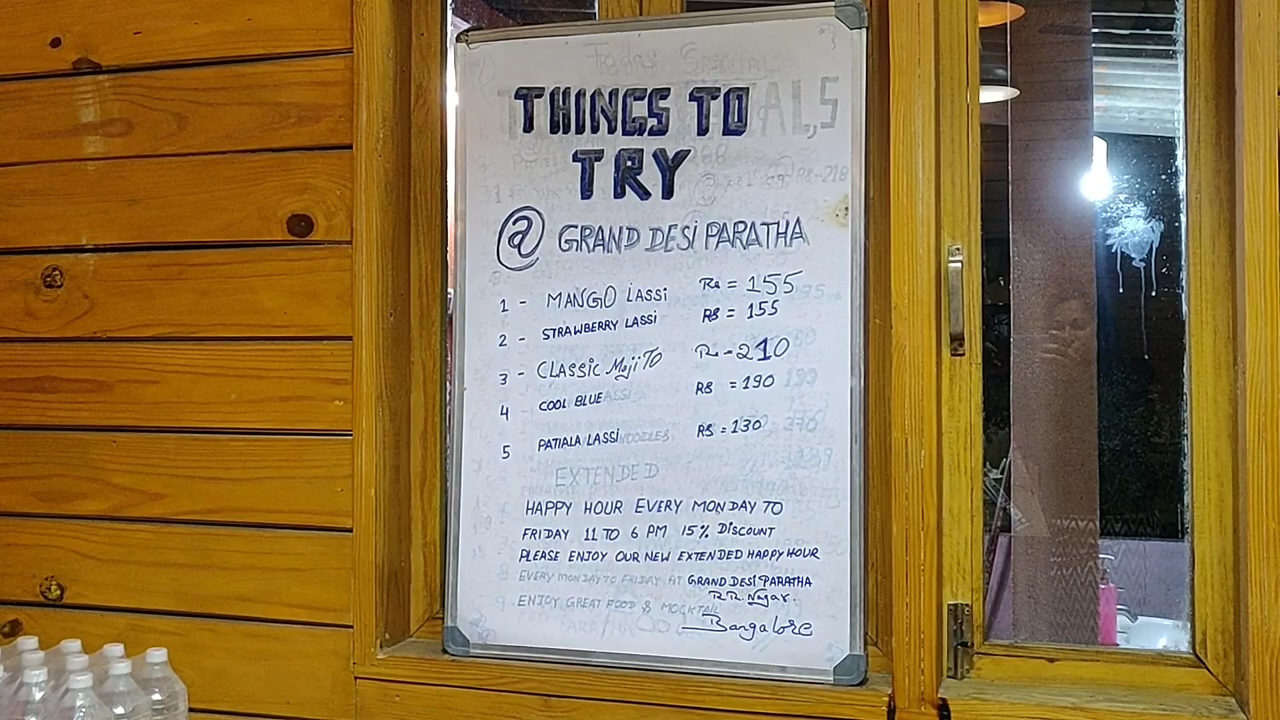 THINGS TO
TRY
@ GRAND DESI PARATHA
1 - MANGO LASSI Rs = 155
2 - STRAWBERRY LASSI RS = 155
3 - CLASSIC MojiTO Rs - 210
4 COOL BLUE RS = 190
5 PATIALA LASSI RS = 130
EXTENDED
HAPPY HOUR EVERY MONDAY TO
FRIDAY 11 TO 6 PM 15% DISCOUNT
PLEASE ENJOY OUR NEW EXTENDED HAPPY HOUR
EVERY MONDAY TO FRIDAY AT GRAND DESI PARATHA
R.R. Nagar.
ENJOY GREAT FOOD & MOCKTAIL
Bangalore